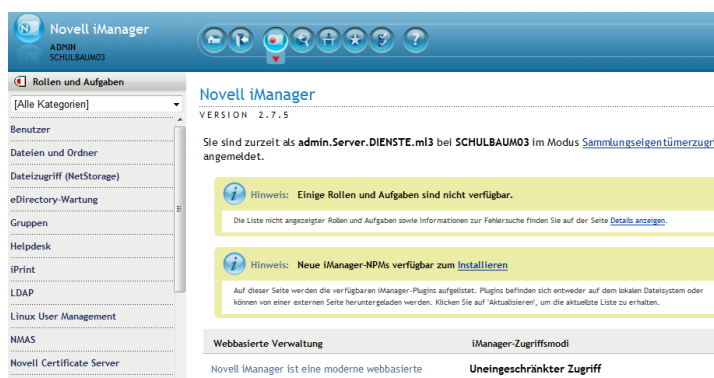 Novell iManager
ADMIN
SCHULBAUM03
Rollen und Aufgaben
[Alle Kategorien]
Benutzer
Dateien und Ordner
Dateizugriff (NetStorage)
eDirectory-Wartung
Gruppen
Helpdesk
iPrint
LDAP
Linux User Management
NMAS
Novell Certificate Server
Novell iManager
VERSION 2.7.5
Sie sind zurzeit als admin.Server.DIENSTE.ml3 bei SCHULBAUM03 im Modus Sammlungseigentümerzugri
angemeldet.
Hinweis: Einige Rollen und Aufgaben sind nicht verfügbar.
Die Liste nicht angezeigter Rollen und Aufgaben sowie Informationen zur Fehlersuche finden Sie auf der Seite Details anzeigen.
Hinweis: Neue iManager-NPMs verfügbar zum Installieren
Auf dieser Seite werden die verfügbaren iManager-Plugins aufgelistet. Plugins befinden sich entweder auf dem lokalen Dateisystem oder
können von einer externen Seite heruntergeladen werden. Klicken Sie auf 'Aktualisieren', um die aktuellste Liste zu erhalten.
Webbasierte Verwaltung iManager-Zugriffsmodi
Novell iManager ist eine moderne webbasierte Uneingeschränkter Zugriff